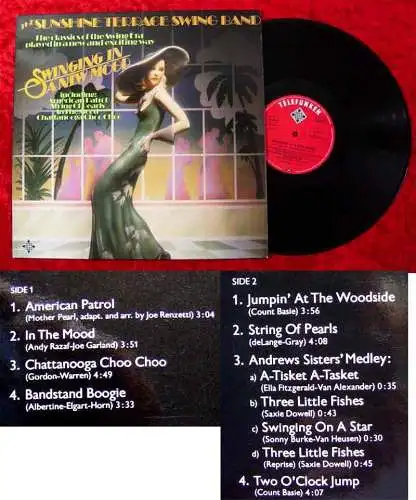 THE SUNSHINE TERRACE SWING BAND
The classics of the Swing Era
played in a new and exciting way
SWINGING IN
A NEW MOOD
including:
American Patrol
String Of Pearls
In The Mood
Chattanooga Choo Choo
TELEFUNKEN
SIDE 1
1. American Patrol
(Mother Pearl, adapt. and arr. by Joe Renzetti) 3:04
2. In The Mood
(Andy Razaf-Joe Garland) 3:51
3. Chattanooga Choo Choo
(Gordon-Warren) 4:49
4. Bandstand Boogie
(Albertine-Elgart-Horn) 3:33
SIDE 2
1. Jumpin' At The Woodside
(Count Basie) 3:56
2. String Of Pearls
(deLange-Gray) 4:08
3. Andrews Sisters' Medley:
a) A-Tisket A-Tasket
(Ella Fitzgerald-Van Alexander) 0:35
b) Three Little Fishes
(Saxie Dowell) 0:43
c) Swinging On A Star
(Sonny Burke-Van Heusen) 0:30
d) Three Little Fishes
(Reprise) (Saxie Dowell) 0:45
4. Two O'Clock Jump
(Count Basie) 4:07